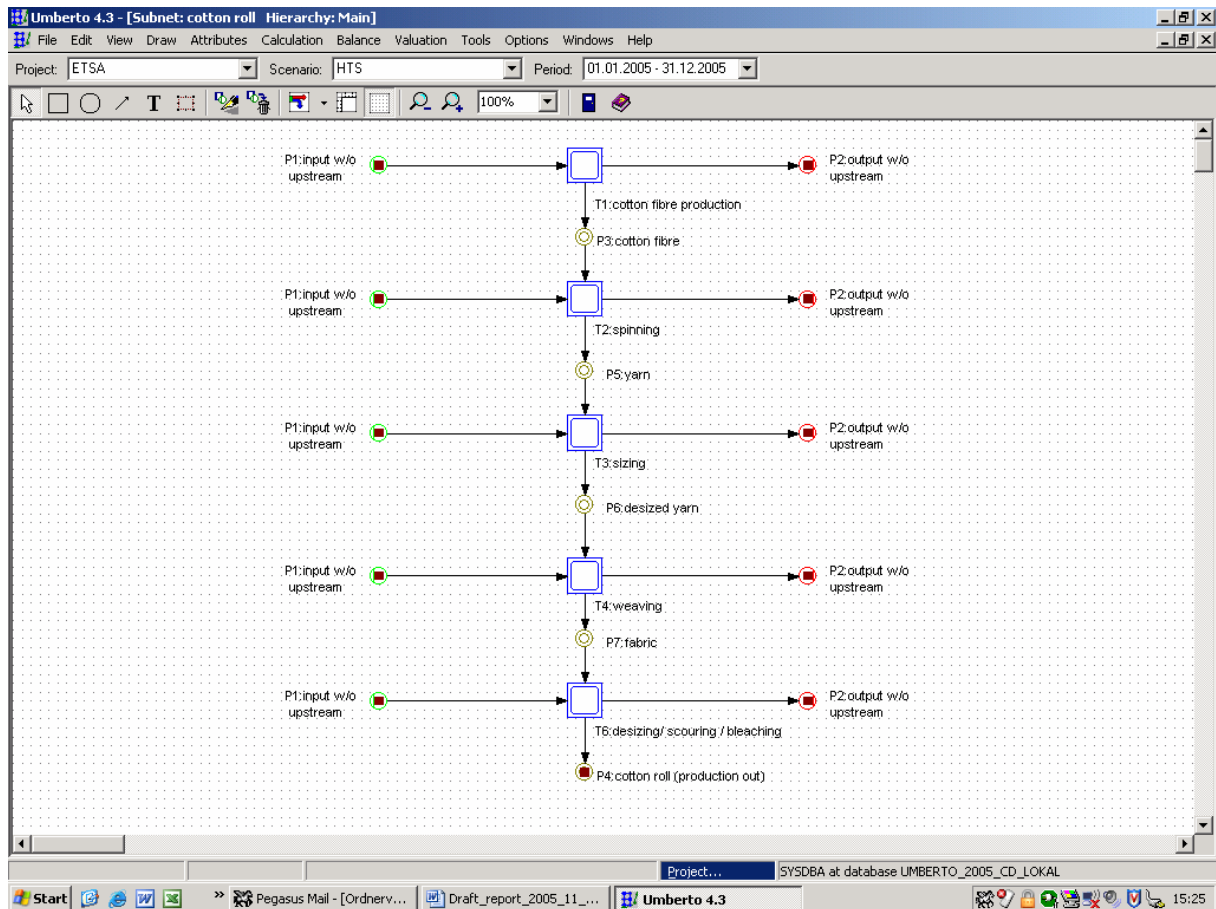 Umberto 4.3 - [Subnet: cotton roll Hierarchy: Main]
File Edit View Draw Attributes Calculation Balance Valuation Tools Options Windows Help
Project: ETSA Scenario: HTS Period: 01.01.2005 - 31.12.2005
T 100%
P1:input w/o
upstream
P2:output w/o
upstream
T1:cotton fibre production
P3:cotton fibre
P1:input w/o
upstream
P2:output w/o
upstream
T2:spinning
P5:yarn
P1:input w/o
upstream
P2:output w/o
upstream
T3:sizing
P6:desized yarn
P1:input w/o
upstream
P2:output w/o
upstream
T4:weaving
P7:fabric
P1:input w/o
upstream
P2:output w/o
upstream
T6:desizing/ scouring / bleaching
P4:cotton roll (production out)
Project... SYSDBA at database UMBERTO_2005_CD_LOKAL
Start » Pegasus Mail - [Ordnerv... Draft_report_2005_11_... Umberto 4.3 15:25